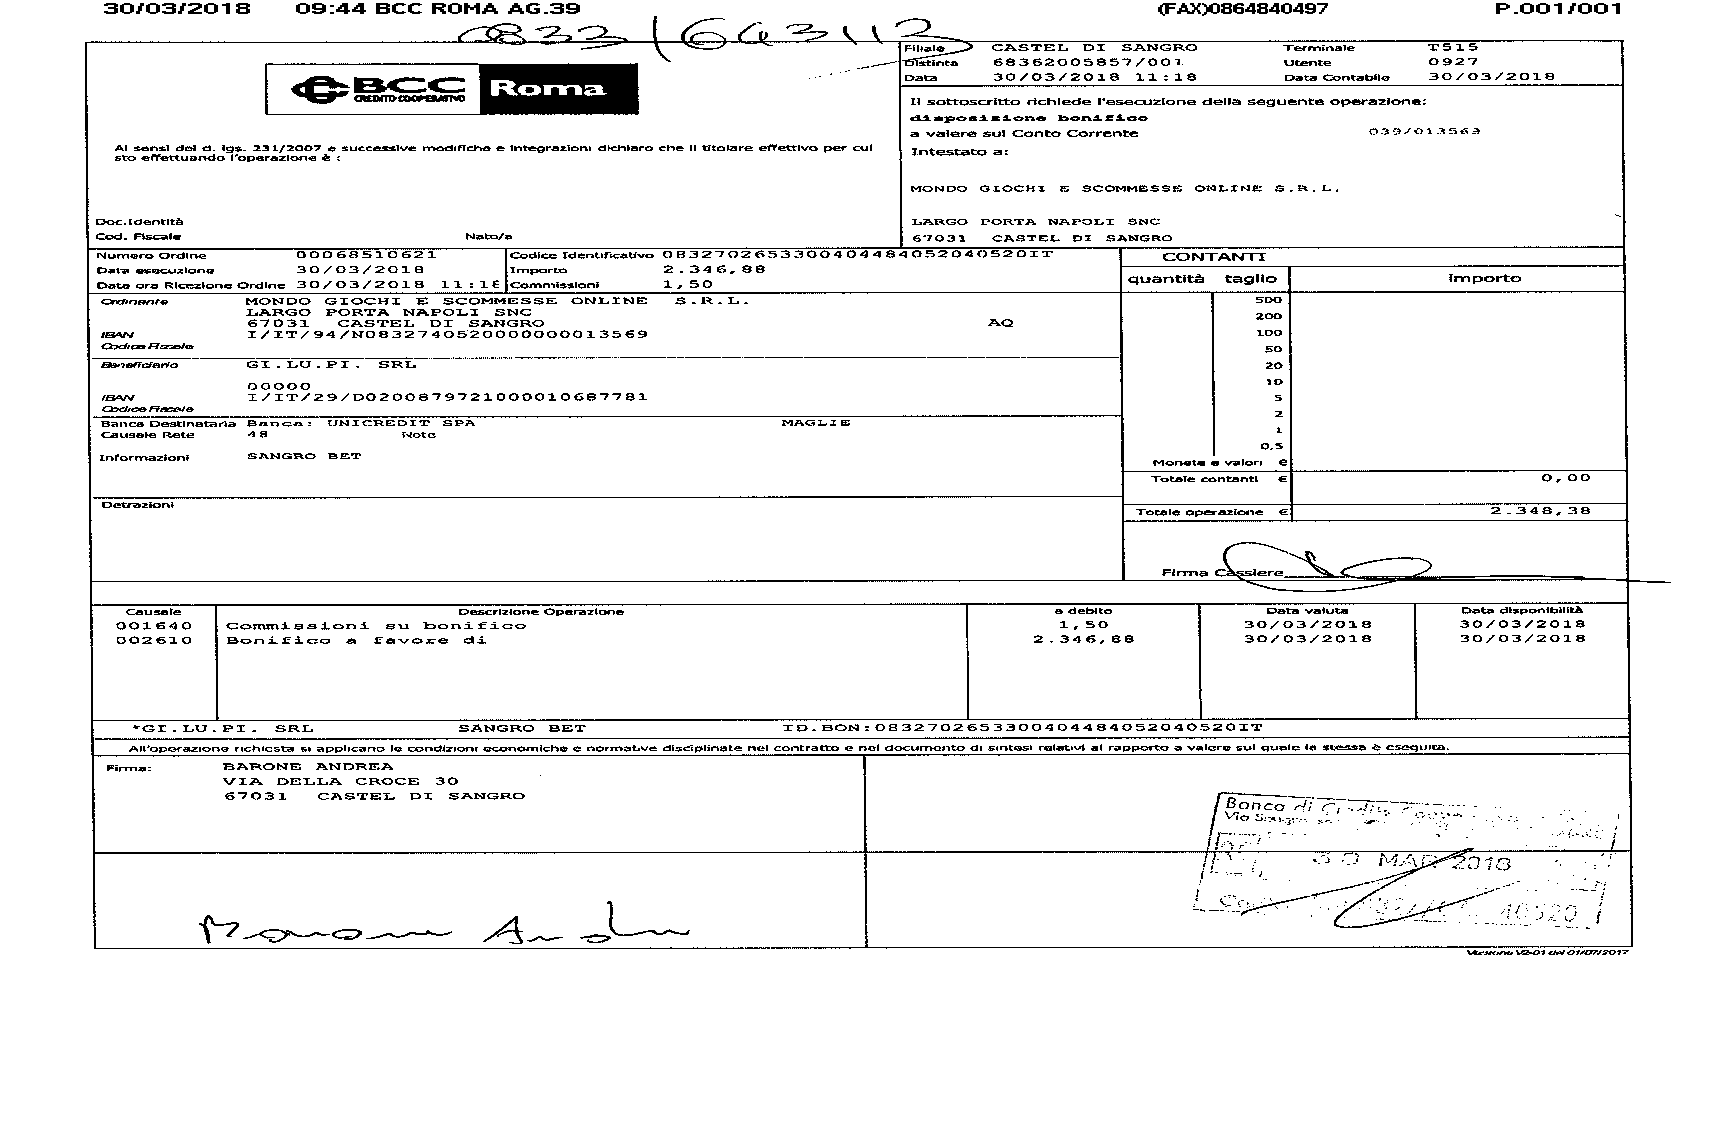 30/03/2018 09:44 BCC ROMA AG.39 (FAX)0864840497 P.001/001
0833/643112
BCC Roma
CREDITO COOPERATIVO
Filiale CASTEL DI SANGRO Terminale T515
Distinta 68362005857/001 Utente 0927
Data 30/03/2018 11:18 Data Contabile 30/03/2018
Il sottoscritto richiede l'esecuzione della seguente operazione:
disposizione bonifico
a valere sul Conto Corrente 039/013569
Intestato a:
MONDO GIOCHI E SCOMMESSE ONLINE S.R.L.
LARGO PORTA NAPOLI SNC
67031 CASTEL DI SANGRO
Ai sensi del d. lgs. 231/2007 e successive modifiche e integrazioni dichiaro che il titolare effettivo per cui
sto effettuando l'operazione è :
Doc.Identità
Cod. Fiscale Nato/a
Numero Ordine 00068510621 Codice Identificativo 0832702653300404484052040520IT
Data esecuzione 30/03/2018 Importo 2.346,88
Data ora Ricezione Ordine 30/03/2018 11:18 Commissioni 1,50
Ordinante MONDO GIOCHI E SCOMMESSE ONLINE S.R.L.
LARGO PORTA NAPOLI SNC
67031 CASTEL DI SANGRO AQ
IBAN I/IT/94/N0832740520000000013569
Codice Fiscale
Beneficiario GI.LU.PI. SRL
00000
IBAN I/IT/29/D0200879721000010687781
Codice Fiscale
Banca Destinataria Banca: UNICREDIT SPA MAGLIE
Causale Rete 48 Note
Informazioni SANGRO BET
Detrazioni
CONTANTI
quantità taglio importo
500
200
100
50
20
10
5
2
1
0,5
Monete e valori €
Totale contanti € 0,00
Totale operazione € 2.348,38
Firma Cassiere
Causale Descrizione Operazione a debito Data valuta Data disponibilità
001640 Commissioni su bonifico 1,50 30/03/2018 30/03/2018
002610 Bonifico a favore di 2.346,88 30/03/2018 30/03/2018
*GI.LU.PI. SRL SANGRO BET ID.BON:0832702653300404484052040520IT
All'operazione richiesta si applicano le condizioni economiche e normative disciplinate nel contratto e nel documento di sintesi relativi al rapporto a valere sul quale la stessa è eseguita.
Firma: BARONE ANDREA
VIA DELLA CROCE 30
67031 CASTEL DI SANGRO
Barone Andrea
Banca di Credito
Via
30 MAR. 2018
40520
Versione V2-01 del 01/07/2017